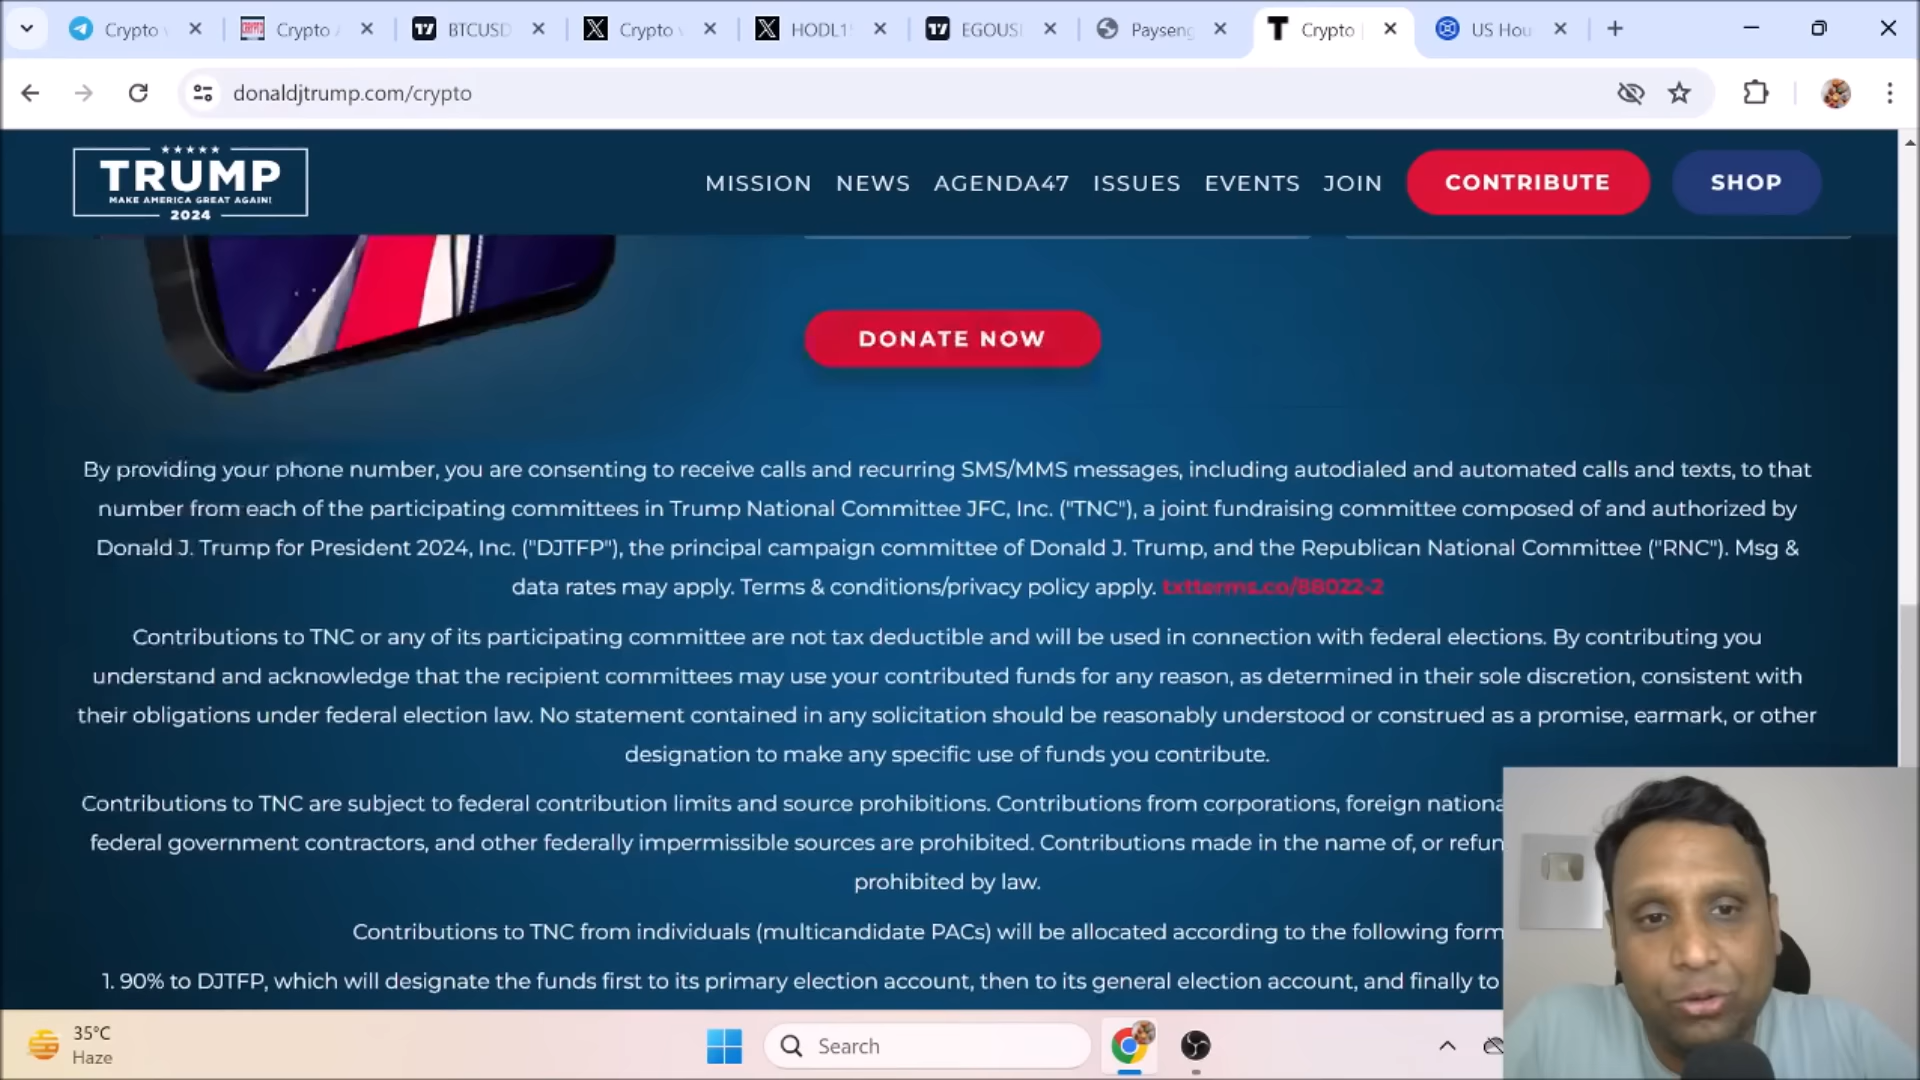 Crypto
Crypto
BTCUSD
Crypto
HODL1
EGOUS
Payseng
Crypto
US Hou
donaldjtrump.com/crypto
TRUMP
MAKE AMERICA GREAT AGAIN!
2024
MISSION NEWS AGENDA47 ISSUES EVENTS JOIN CONTRIBUTE SHOP
DONATE NOW
By providing your phone number, you are consenting to receive calls and recurring SMS/MMS messages, including autodialed and automated calls and texts, to that
number from each of the participating committees in Trump National Committee JFC, Inc. ("TNC"), a joint fundraising committee composed of and authorized by
Donald J. Trump for President 2024, Inc. ("DJTFP"), the principal campaign committee of Donald J. Trump, and the Republican National Committee ("RNC"). Msg &
data rates may apply. Terms & conditions/privacy policy apply. txtterms.co/88022-2
Contributions to TNC or any of its participating committee are not tax deductible and will be used in connection with federal elections. By contributing you
understand and acknowledge that the recipient committees may use your contributed funds for any reason, as determined in their sole discretion, consistent with
their obligations under federal election law. No statement contained in any solicitation should be reasonably understood or construed as a promise, earmark, or other
designation to make any specific use of funds you contribute.
Contributions to TNC are subject to federal contribution limits and source prohibitions. Contributions from corporations, foreign nationa
federal government contractors, and other federally impermissible sources are prohibited. Contributions made in the name of, or refun
prohibited by law.
Contributions to TNC from individuals (multicandidate PACs) will be allocated according to the following form
1. 90% to DJTFP, which will designate the funds first to its primary election account, then to its general election account, and finally to
35°C
Haze
Search